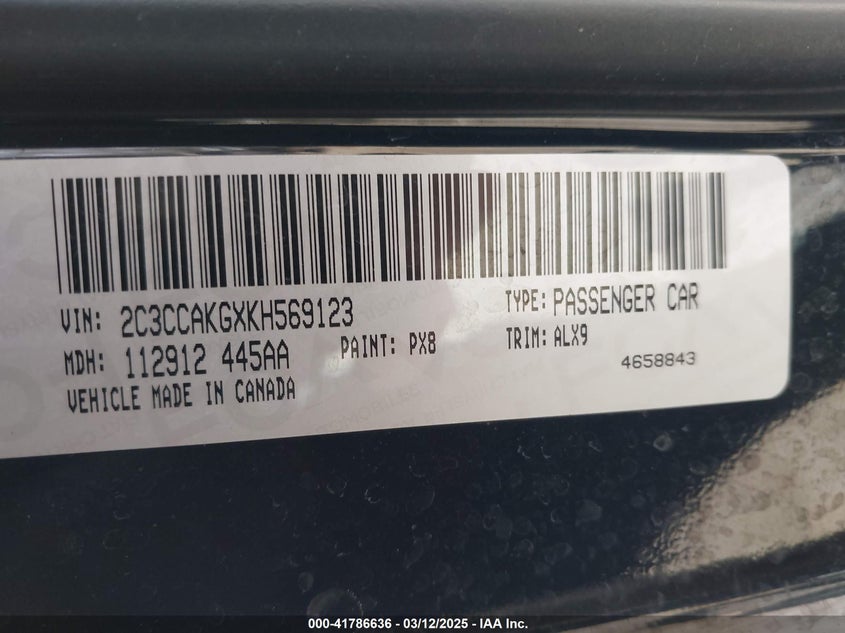 VIN: 2C3CCAKGXKH569123
TYPE: PASSENGER CAR
MDH: 112912 445AA
PAINT: PX8
TRIM: ALX9
4658843
VEHICLE MADE IN CANADA
000-41786636 - 03/12/2025 - IAA Inc.